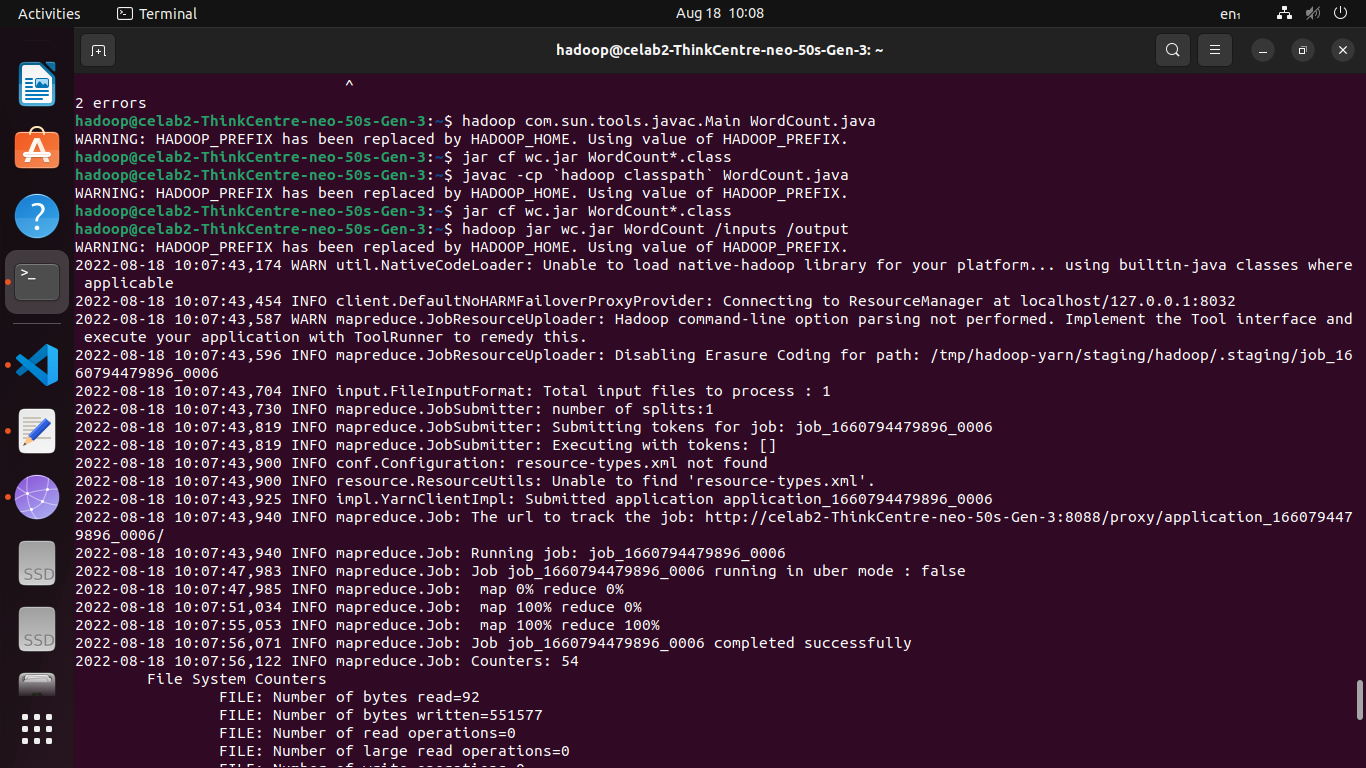 Activities
Terminal
Aug 18 10:08
en₁
hadoop@celab2-ThinkCentre-neo-50s-Gen-3: ~
^
2 errors
hadoop@celab2-ThinkCentre-neo-50s-Gen-3:~$ hadoop com.sun.tools.javac.Main WordCount.java
WARNING: HADOOP_PREFIX has been replaced by HADOOP_HOME. Using value of HADOOP_PREFIX.
hadoop@celab2-ThinkCentre-neo-50s-Gen-3:~$ jar cf wc.jar WordCount*.class
hadoop@celab2-ThinkCentre-neo-50s-Gen-3:~$ javac -cp `hadoop classpath` WordCount.java
WARNING: HADOOP_PREFIX has been replaced by HADOOP_HOME. Using value of HADOOP_PREFIX.
hadoop@celab2-ThinkCentre-neo-50s-Gen-3:~$ jar cf wc.jar WordCount*.class
hadoop@celab2-ThinkCentre-neo-50s-Gen-3:~$ hadoop jar wc.jar WordCount /inputs /output
WARNING: HADOOP_PREFIX has been replaced by HADOOP_HOME. Using value of HADOOP_PREFIX.
2022-08-18 10:07:43,174 WARN util.NativeCodeLoader: Unable to load native-hadoop library for your platform... using builtin-java classes where
 applicable
2022-08-18 10:07:43,454 INFO client.DefaultNoHARMFailoverProxyProvider: Connecting to ResourceManager at localhost/127.0.0.1:8032
2022-08-18 10:07:43,587 WARN mapreduce.JobResourceUploader: Hadoop command-line option parsing not performed. Implement the Tool interface and
 execute your application with ToolRunner to remedy this.
2022-08-18 10:07:43,596 INFO mapreduce.JobResourceUploader: Disabling Erasure Coding for path: /tmp/hadoop-yarn/staging/hadoop/.staging/job_16
60794479896_0006
2022-08-18 10:07:43,704 INFO input.FileInputFormat: Total input files to process : 1
2022-08-18 10:07:43,730 INFO mapreduce.JobSubmitter: number of splits:1
2022-08-18 10:07:43,819 INFO mapreduce.JobSubmitter: Submitting tokens for job: job_1660794479896_0006
2022-08-18 10:07:43,819 INFO mapreduce.JobSubmitter: Executing with tokens: []
2022-08-18 10:07:43,900 INFO conf.Configuration: resource-types.xml not found
2022-08-18 10:07:43,900 INFO resource.ResourceUtils: Unable to find 'resource-types.xml'.
2022-08-18 10:07:43,925 INFO impl.YarnClientImpl: Submitted application application_1660794479896_0006
2022-08-18 10:07:43,940 INFO mapreduce.Job: The url to track the job: http://celab2-ThinkCentre-neo-50s-Gen-3:8088/proxy/application_166079447
9896_0006/
2022-08-18 10:07:43,940 INFO mapreduce.Job: Running job: job_1660794479896_0006
2022-08-18 10:07:47,983 INFO mapreduce.Job: Job job_1660794479896_0006 running in uber mode : false
2022-08-18 10:07:47,985 INFO mapreduce.Job:  map 0% reduce 0%
2022-08-18 10:07:51,034 INFO mapreduce.Job:  map 100% reduce 0%
2022-08-18 10:07:55,053 INFO mapreduce.Job:  map 100% reduce 100%
2022-08-18 10:07:56,071 INFO mapreduce.Job: Job job_1660794479896_0006 completed successfully
2022-08-18 10:07:56,122 INFO mapreduce.Job: Counters: 54
File System Counters
FILE: Number of bytes read=92
FILE: Number of bytes written=551577
FILE: Number of read operations=0
FILE: Number of large read operations=0
SSD
SSD